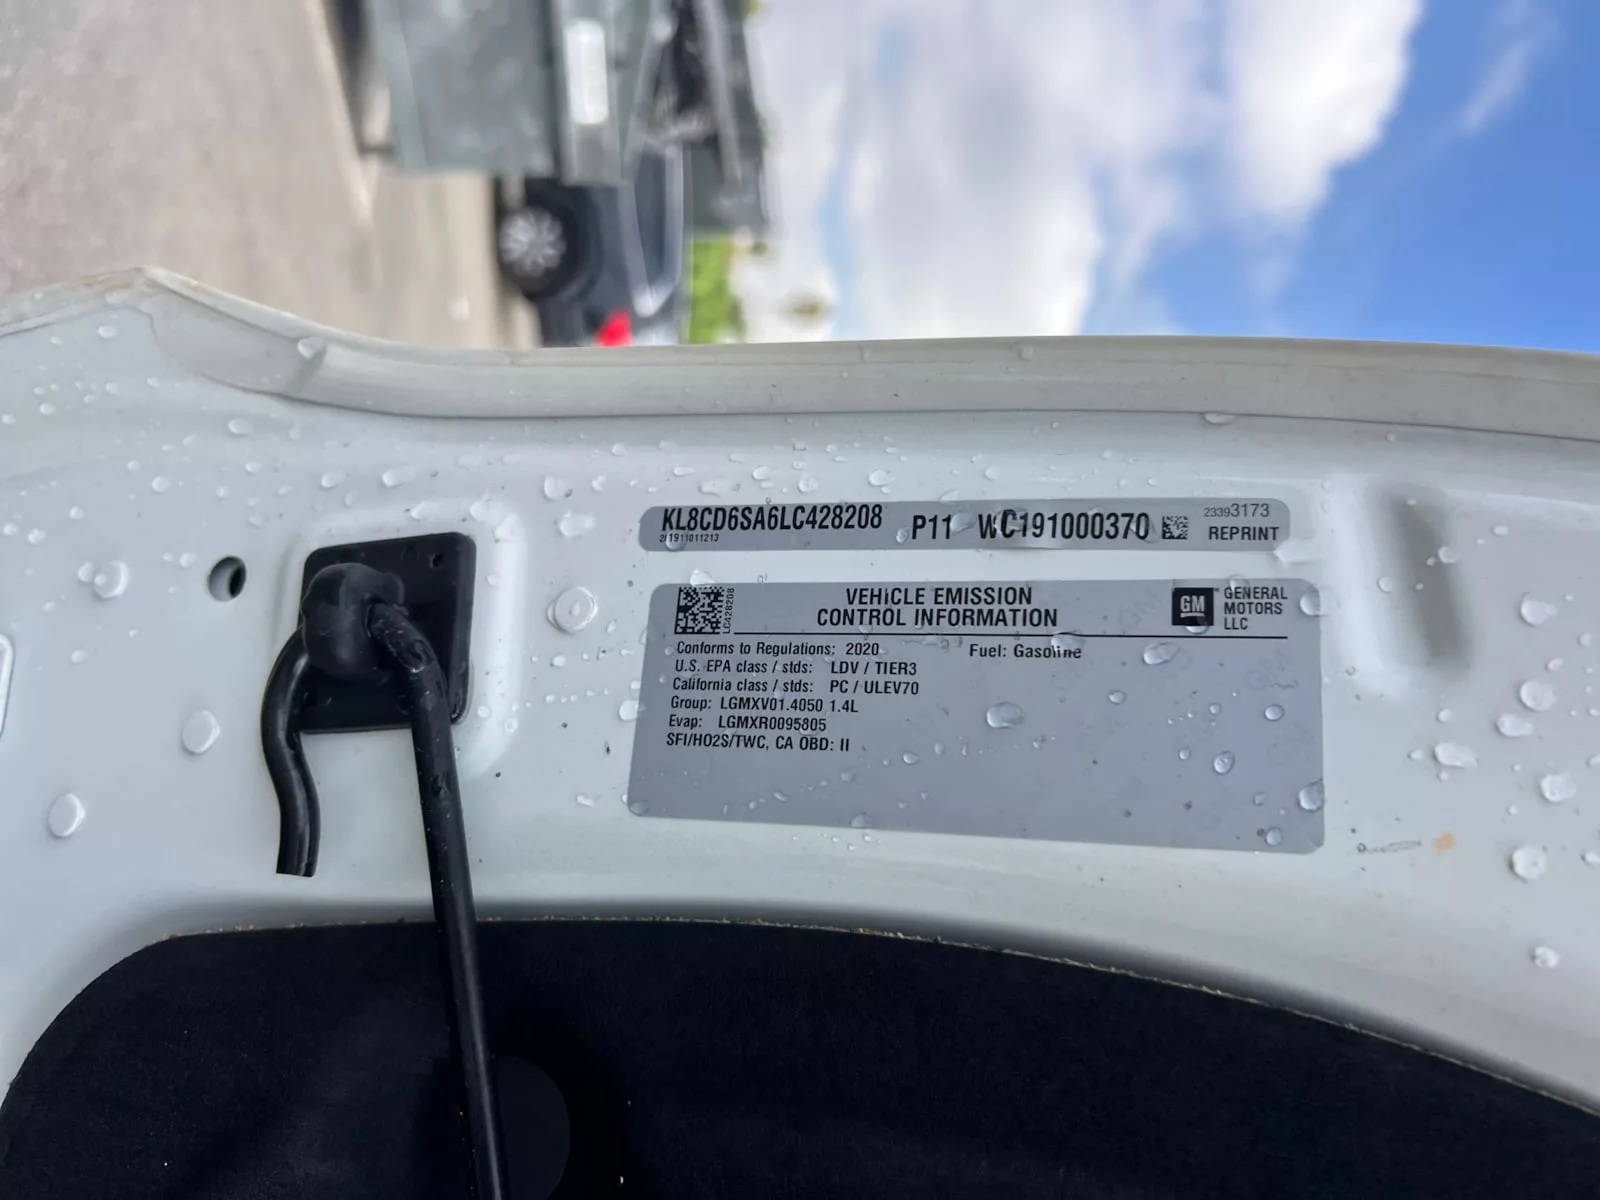 KL8CD6SA6LC428208 P11 WC191000370 23393173
201911011213 REPRINT
LC428208
VEHICLE EMISSION
CONTROL INFORMATION
GM GENERAL
MOTORS
LLC
Conforms to Regulations: 2020 Fuel: Gasoline
U.S. EPA class / stds: LDV / TIER3
California class / stds: PC / ULEV70
Group: LGMXV01.4050 1.4L
Evap: LGMXR0095805
SFI/HO2S/TWC, CA OBD: II